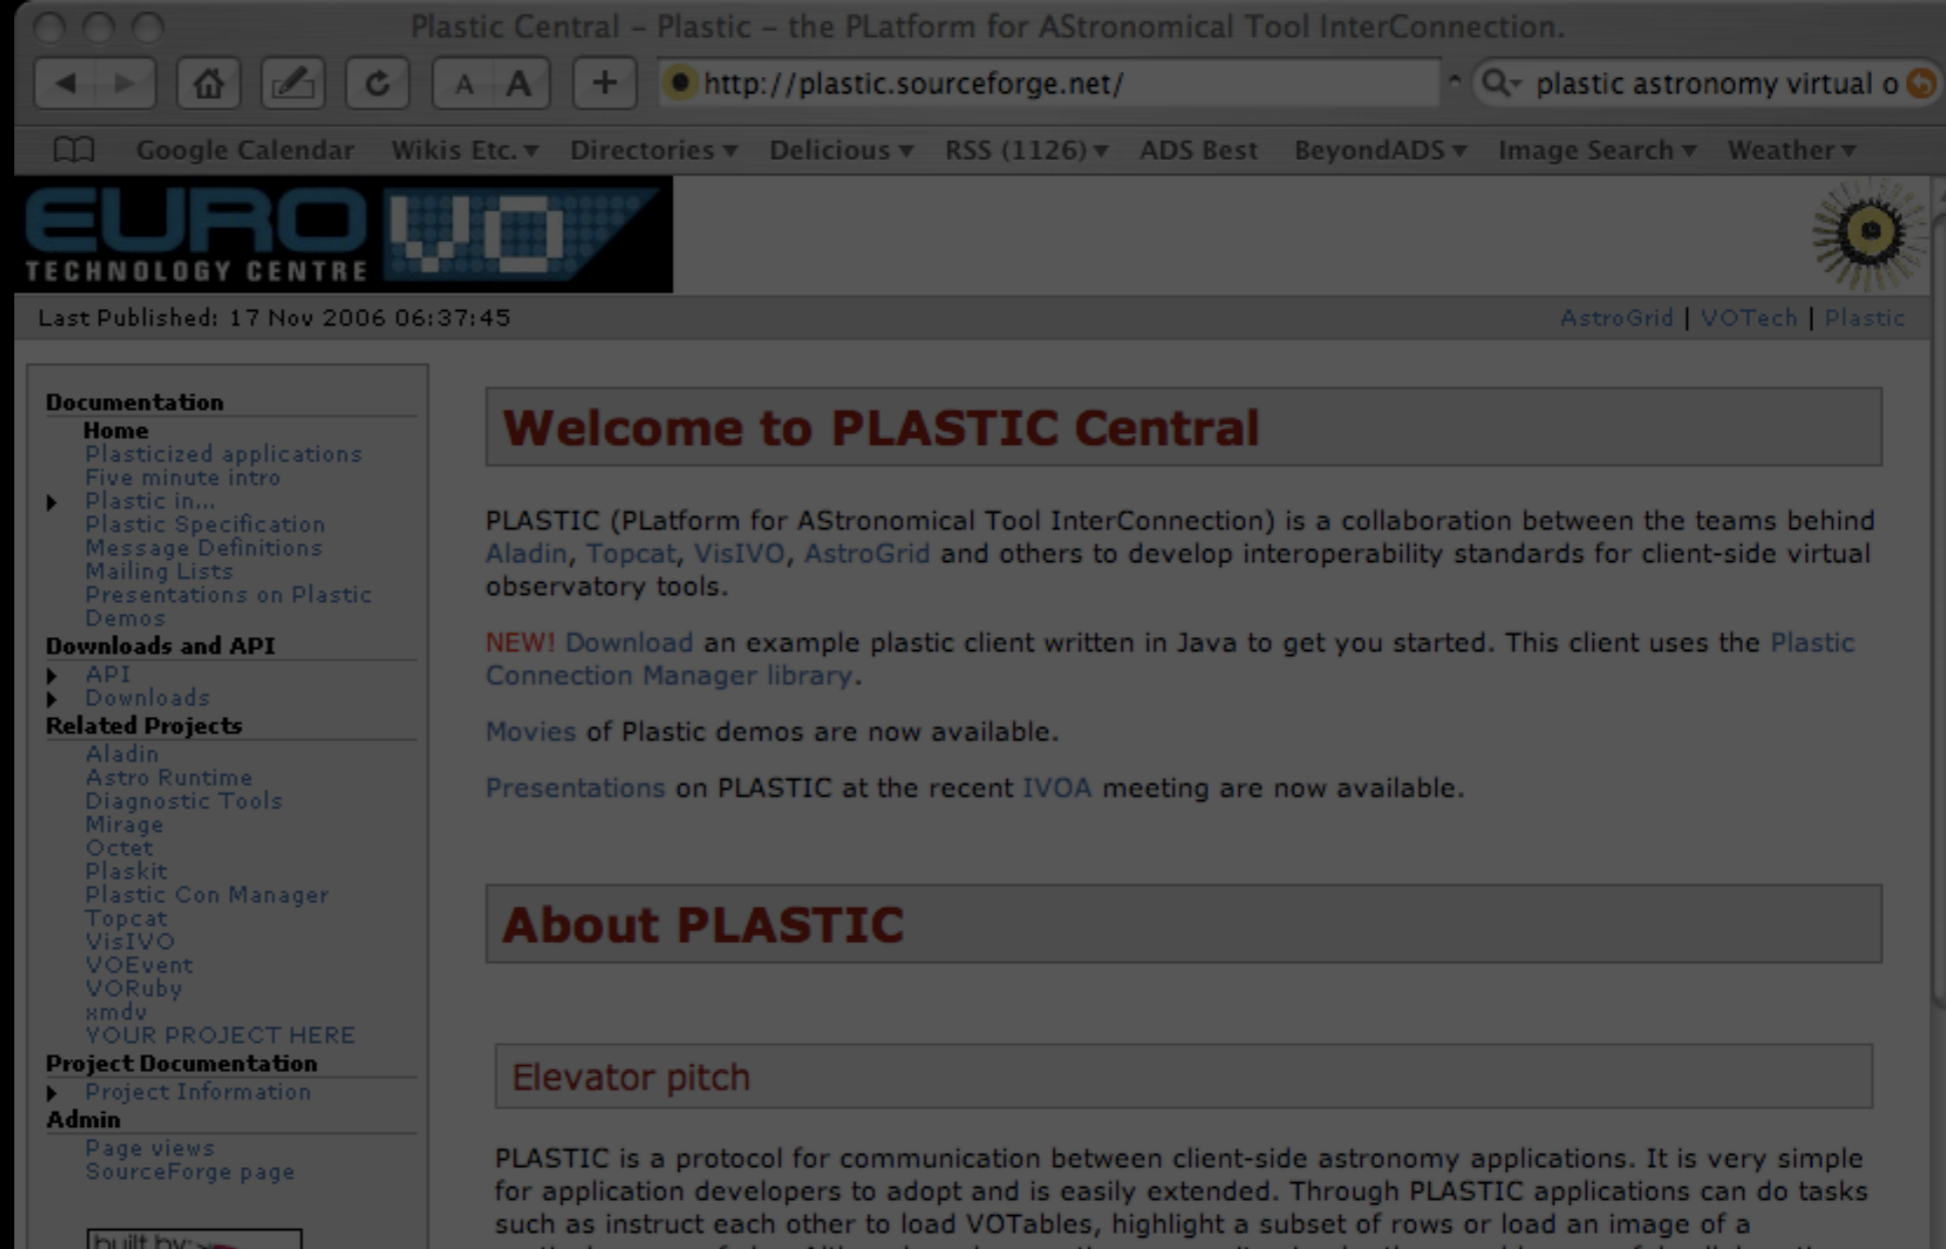 Plastic Central – Plastic – the PLatform for AStronomical Tool InterConnection.
A A + http://plastic.sourceforge.net/ plastic astronomy virtual o
Google Calendar Wikis Etc. Directories Delicious RSS (1126) ADS Best BeyondADS Image Search Weather
EURO VO
TECHNOLOGY CENTRE
Last Published: 17 Nov 2006 06:37:45
AstroGrid | VOTech | Plastic
Documentation
Home
Plasticized applications
Five minute intro
Plastic in...
Plastic Specification
Message Definitions
Mailing Lists
Presentations on Plastic
Demos
Downloads and API
API
Downloads
Related Projects
Aladin
Astro Runtime
Diagnostic Tools
Mirage
Octet
Plaskit
Plastic Con Manager
Topcat
VisIVO
VOEvent
VORuby
xmdv
YOUR PROJECT HERE
Project Documentation
Project Information
Admin
Page views
SourceForge page
built by:
Welcome to PLASTIC Central
PLASTIC (PLatform for AStronomical Tool InterConnection) is a collaboration between the teams behind
Aladin, Topcat, VisIVO, AstroGrid and others to develop interoperability standards for client-side virtual
observatory tools.
NEW! Download an example plastic client written in Java to get you started. This client uses the Plastic
Connection Manager library.
Movies of Plastic demos are now available.
Presentations on PLASTIC at the recent IVOA meeting are now available.
About PLASTIC
Elevator pitch
PLASTIC is a protocol for communication between client-side astronomy applications. It is very simple
for application developers to adopt and is easily extended. Through PLASTIC applications can do tasks
such as instruct each other to load VOTables, highlight a subset of rows or load an image of a